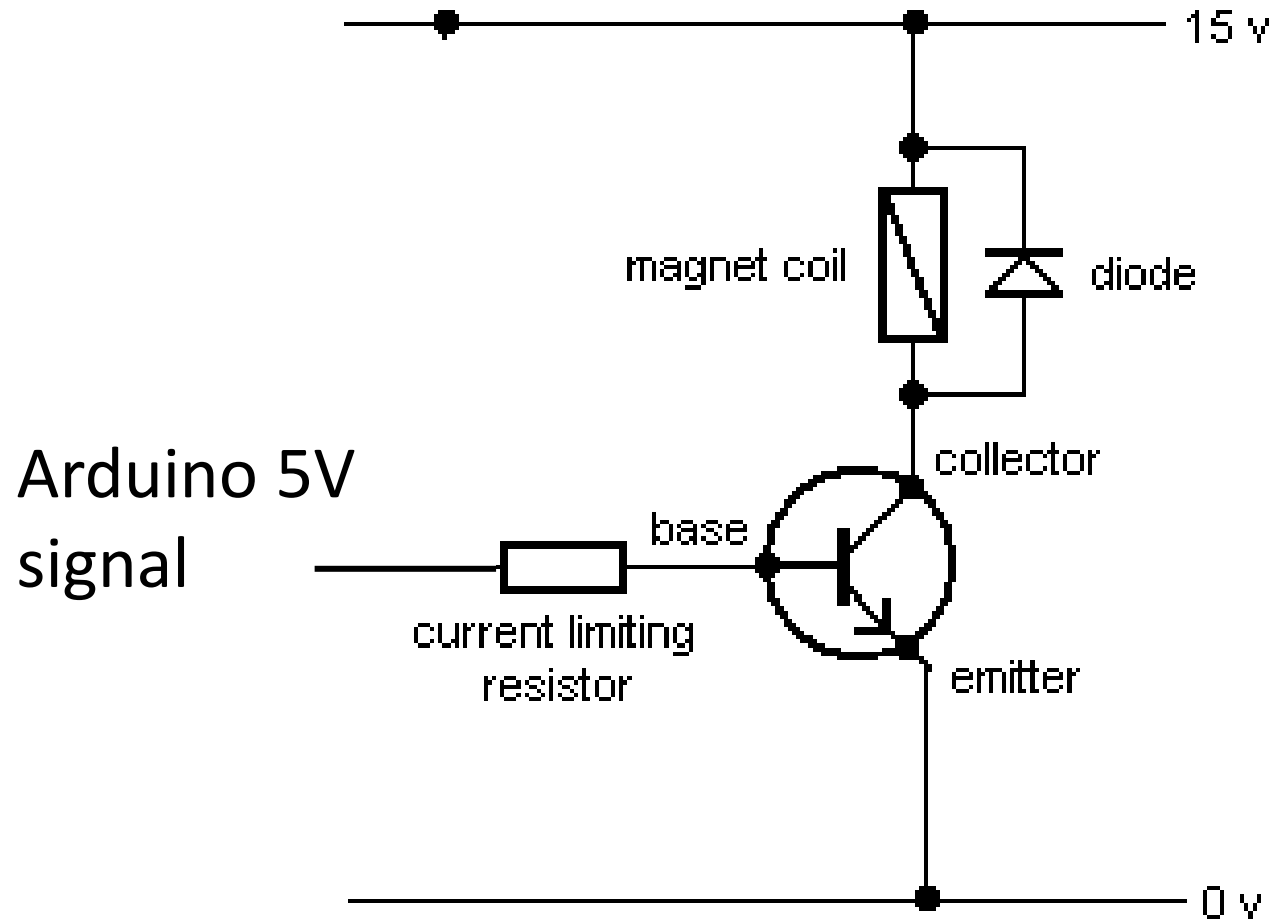 15 v
magnet coil
diode
collector
Arduino 5V
signal
base
current limiting
resistor
emitter
0 v